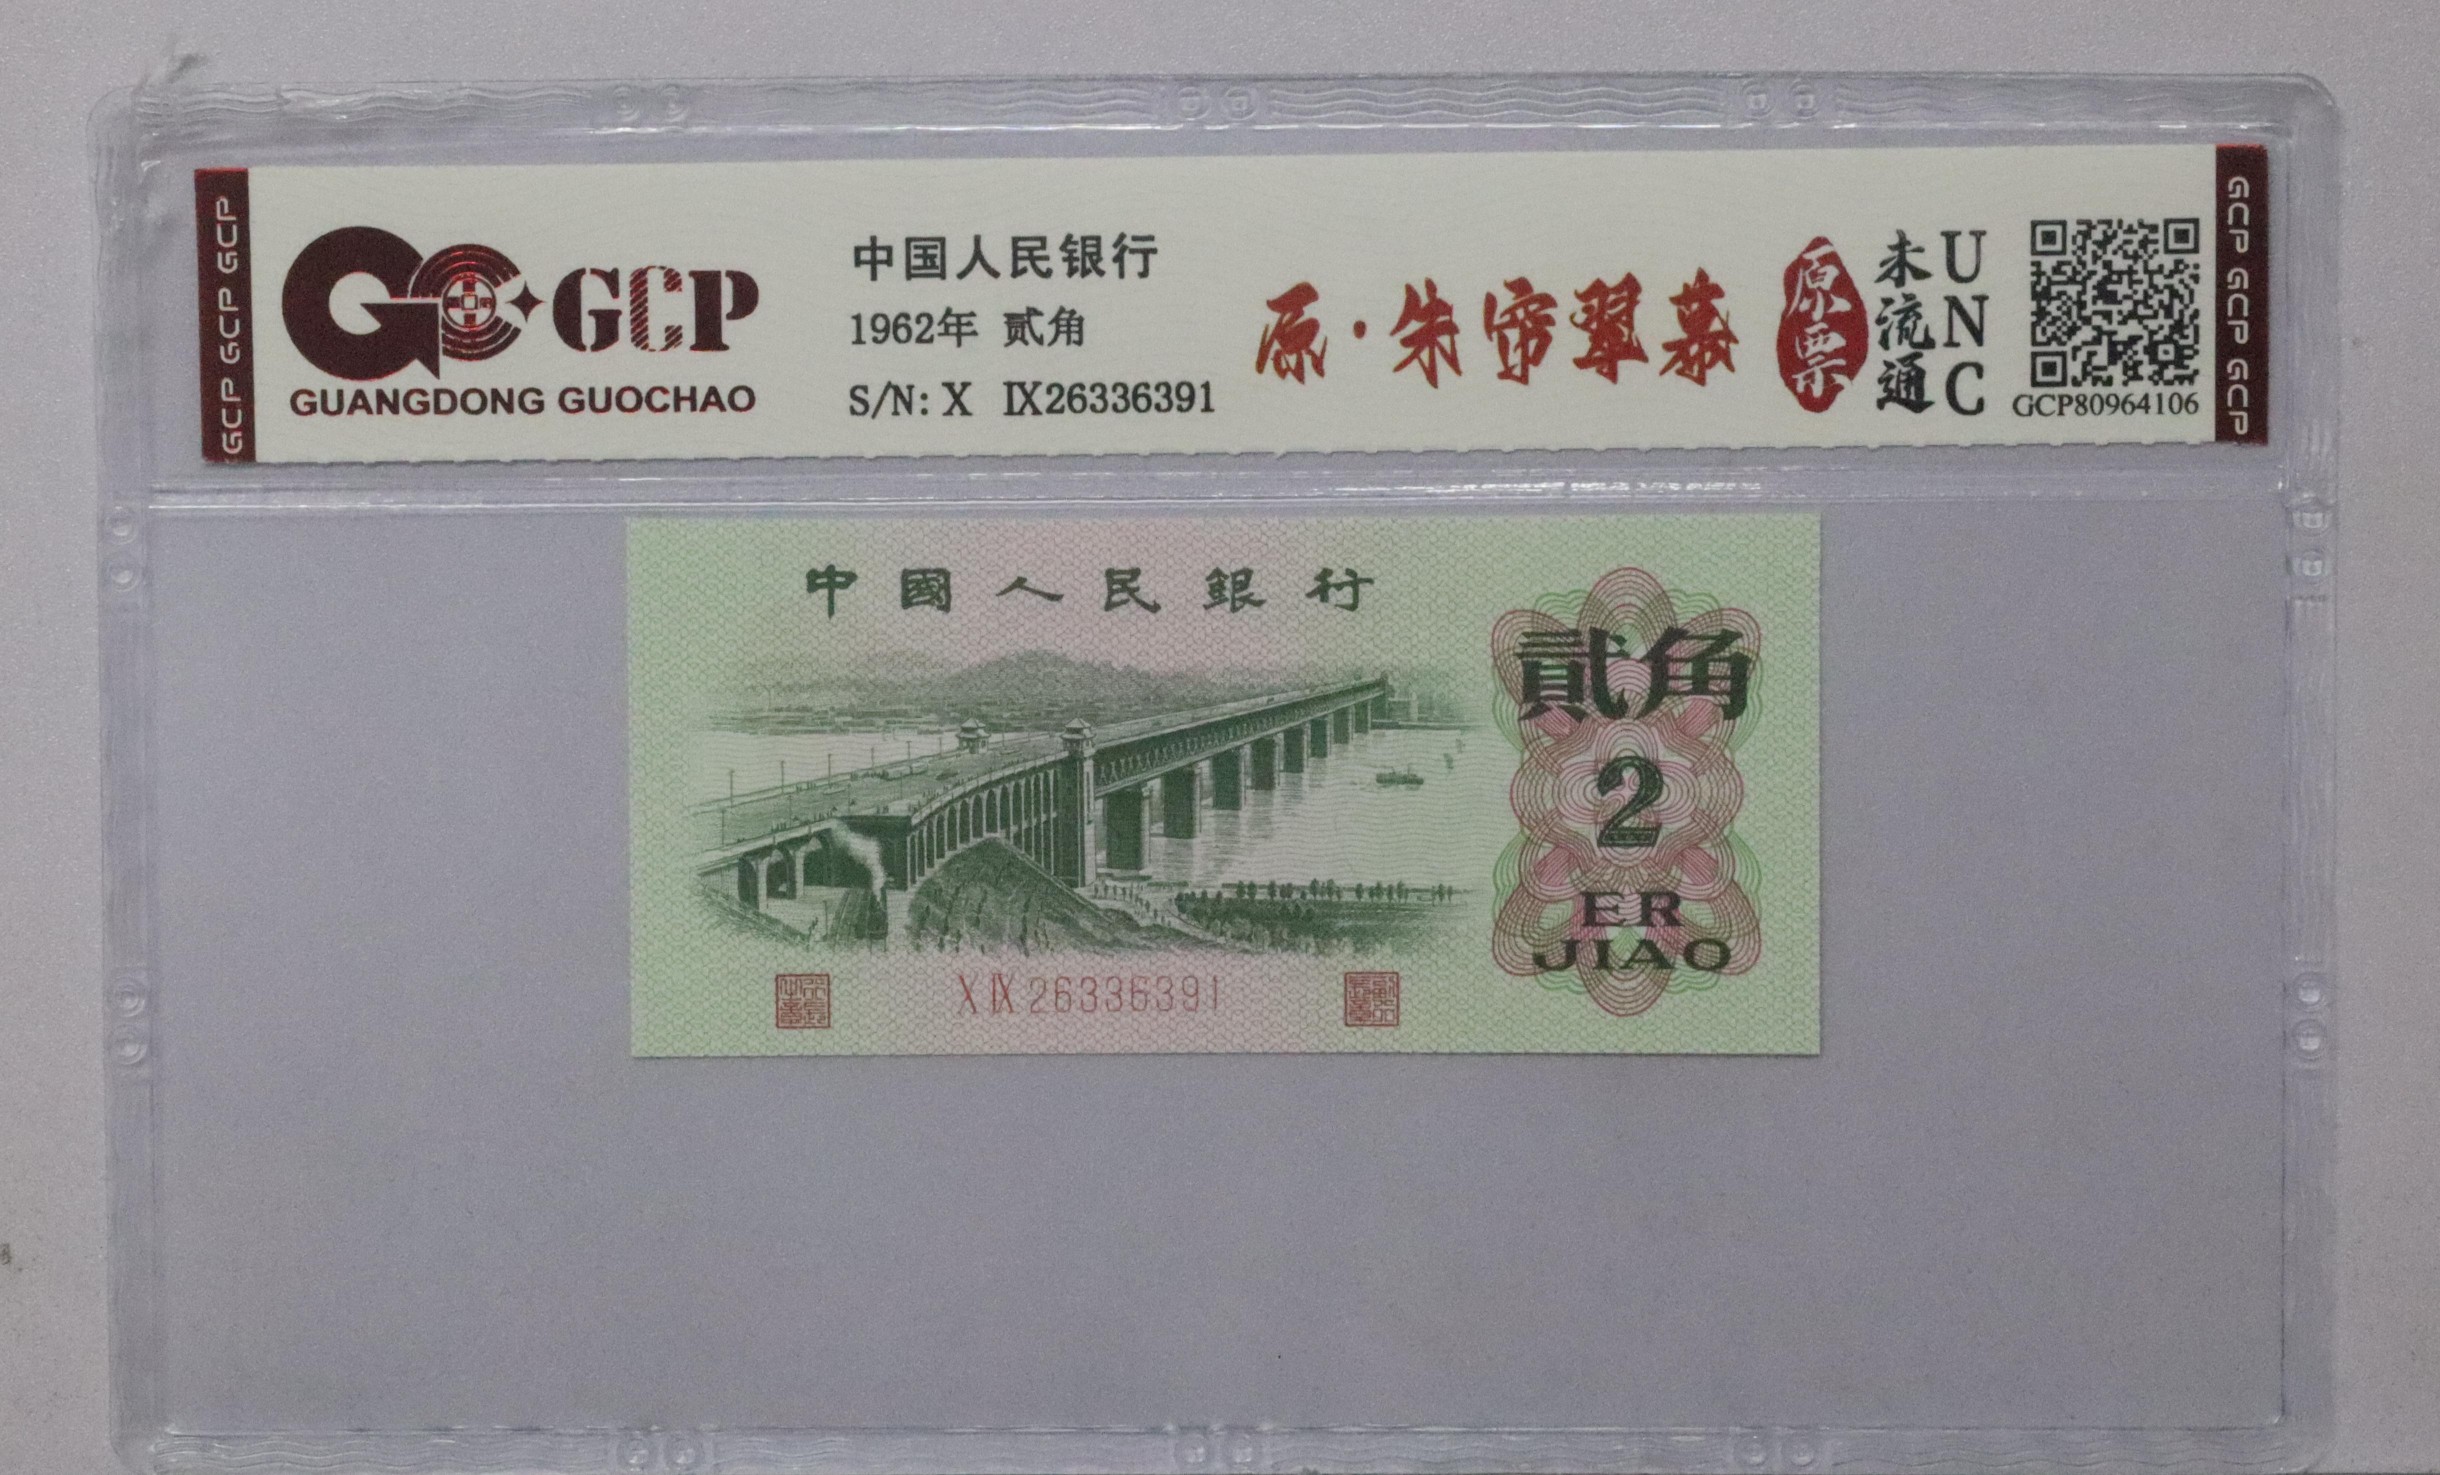 GCP GCP GCP
GCP
GUANGDONG GUOCHAO
中国人民银行
1962年 贰角
S/N: X Ⅸ26336391
原·朱帘翠幕
原票
未流通
UNC
GCP80964106
GCP GCP GCP
中國人民銀行
貳角
2
ER
JIAO
X Ⅸ 26336391